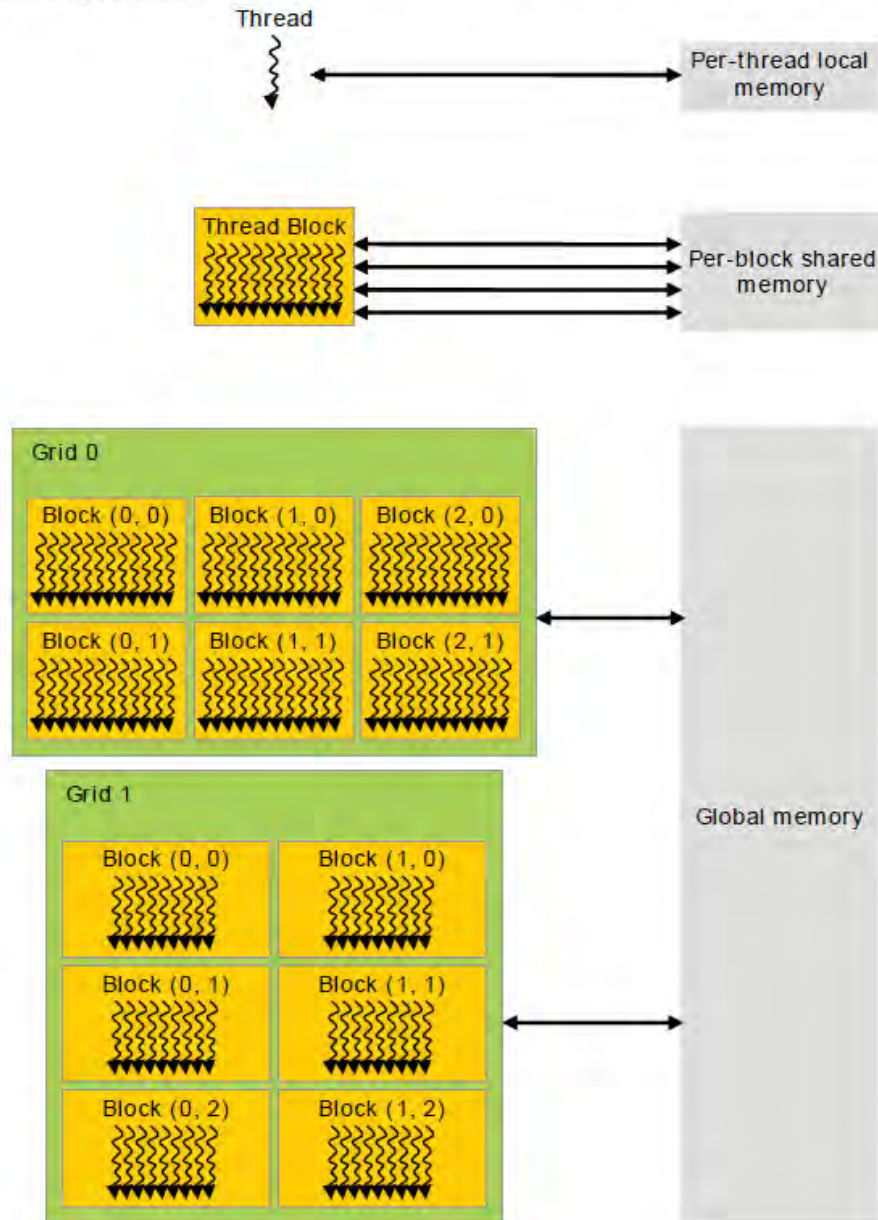 Thread
Per-thread local
memory
Thread Block
Per-block shared
memory
Grid 0
Block (0, 0)
Block (1, 0)
Block (2, 0)
Block (0, 1)
Block (1, 1)
Block (2, 1)
Grid 1
Block (0, 0)
Block (1, 0)
Block (0, 1)
Block (1, 1)
Block (0, 2)
Block (1, 2)
Global memory